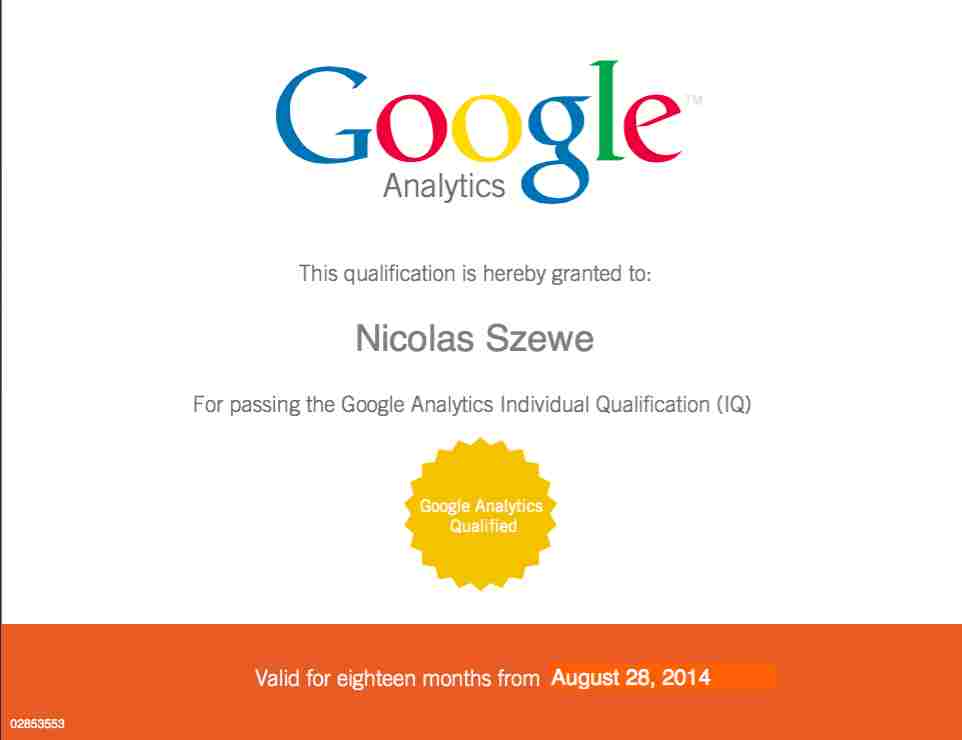 Google™
Analytics
This qualification is hereby granted to:
Nicolas Szewe
For passing the Google Analytics Individual Qualification (IQ)
Google Analytics
Qualified
Valid for eighteen months from August 28, 2014
02853553